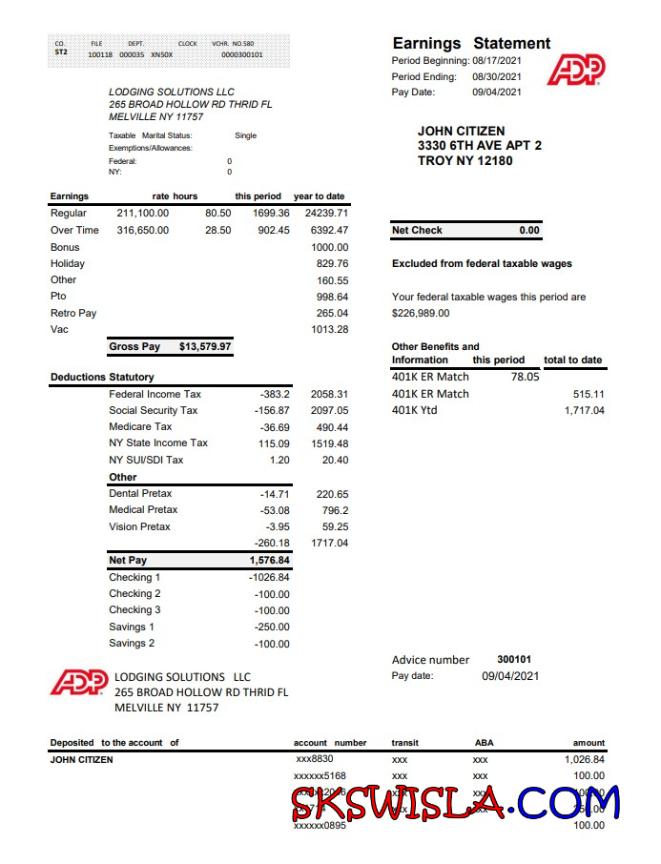 CO. FILE DEPT. CLOCK VCHR. NO.580
ST2 100118 000035 XN50X 0000300101
Earnings Statement
Period Beginning: 08/17/2021
Period Ending: 08/30/2021
Pay Date: 09/04/2021
ADP
LODGING SOLUTIONS LLC
265 BROAD HOLLOW RD THRID FL
MELVILLE NY 11757
Taxable Marital Status: Single
Exemptions/Allowances:
Federal: 0
NY: 0
JOHN CITIZEN
3330 6TH AVE APT 2
TROY NY 12180
Earnings rate hours this period year to date
Regular 211,100.00 80.50 1699.36 24239.71
Over Time 316,650.00 28.50 902.45 6392.47
Bonus 1000.00
Holiday 829.76
Other 160.55
Pto 998.64
Retro Pay 265.04
Vac 1013.28
Gross Pay $13,579.97
Net Check 0.00
Excluded from federal taxable wages
Your federal taxable wages this period are
$226,989.00
Other Benefits and
Information this period total to date
401K ER Match 78.05
401K ER Match 515.11
401K Ytd 1,717.04
Deductions Statutory
Federal Income Tax -383.2 2058.31
Social Security Tax -156.87 2097.05
Medicare Tax -36.69 490.44
NY State Income Tax 115.09 1519.48
NY SUI/SDI Tax 1.20 20.40
Other
Dental Pretax -14.71 220.65
Medical Pretax -53.08 796.2
Vision Pretax -3.95 59.25
-260.18 1717.04
Net Pay 1,576.84
Checking 1 -1026.84
Checking 2 -100.00
Checking 3 -100.00
Savings 1 -250.00
Savings 2 -100.00
Advice number 300101
Pay date: 09/04/2021
ADP
LODGING SOLUTIONS LLC
265 BROAD HOLLOW RD THRID FL
MELVILLE NY 11757
Deposited to the account of account number transit ABA amount
JOHN CITIZEN xxx8830 xxx xxx 1,026.84
xxxxxx5168 xxx xxx 100.00
SKSWISLA.COM
xxxxxx0895 100.00